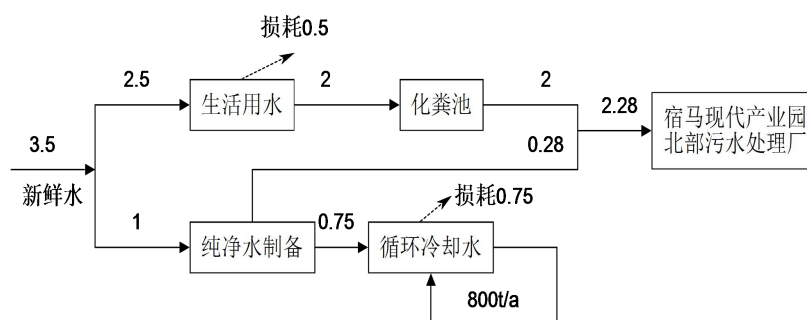 损耗0.5
2.5
生活用水
2
化粪池
2
2.28
宿马现代产业园
北部污水处理厂
3.5
新鲜水
0.28
1
纯净水制备
0.75
损耗0.75
循环冷却水
800t/a